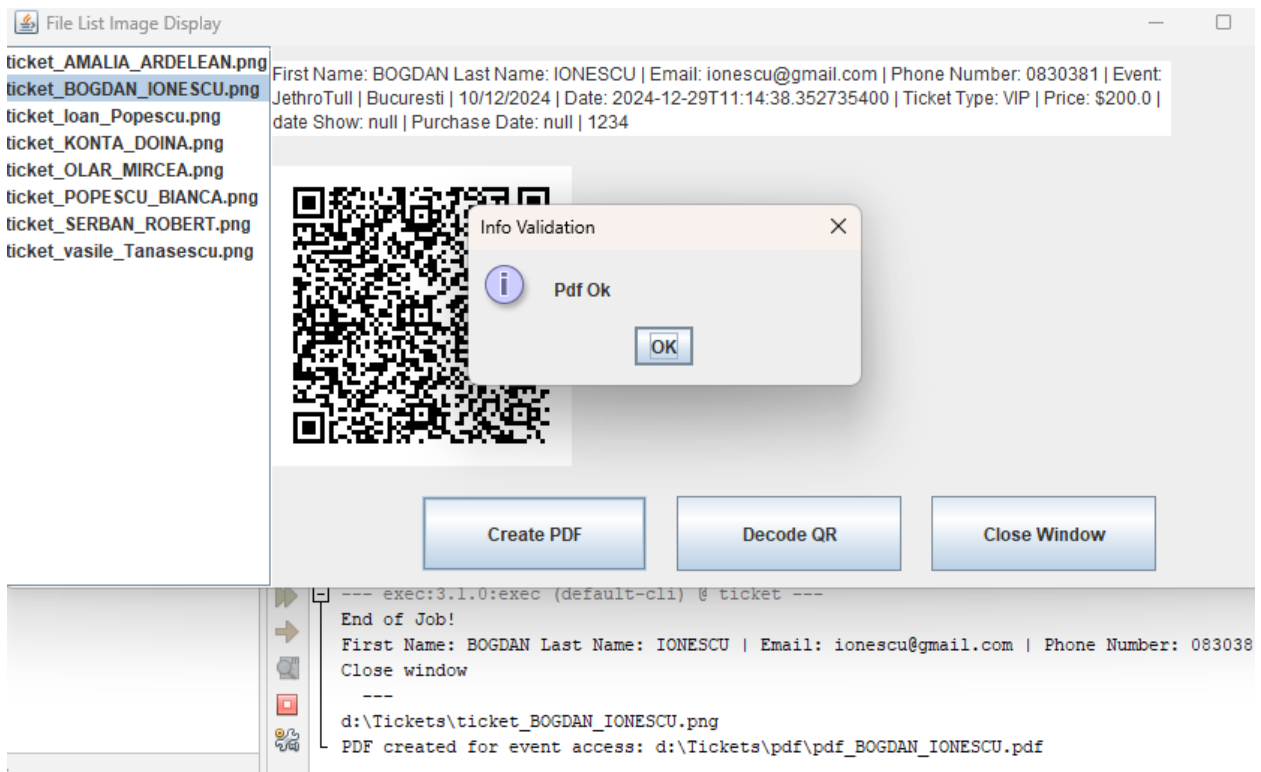 File List Image Display
ticket_AMALIA_ARDELEAN.png
ticket_BOGDAN_IONESCU.png
ticket_Ioan_Popescu.png
ticket_KONTA_DOINA.png
ticket_OLAR_MIRCEA.png
ticket_POPESCU_BIANCA.png
ticket_SERBAN_ROBERT.png
ticket_vasile_Tanasescu.png
First Name: BOGDAN Last Name: IONESCU | Email: ionescu@gmail.com | Phone Number: 0830381 | Event:
JethroTull | Bucuresti | 10/12/2024 | Date: 2024-12-29T11:14:38.352735400 | Ticket Type: VIP | Price: $200.0 |
date Show: null | Purchase Date: null | 1234
Info Validation
Pdf Ok
OK
Create PDF
Decode QR
Close Window
--- exec:3.1.0:exec (default-cli) @ ticket ---
End of Job!
First Name: BOGDAN Last Name: IONESCU | Email: ionescu@gmail.com | Phone Number: 083038
Close window
---
d:\Tickets\ticket_BOGDAN_IONESCU.png
PDF created for event access: d:\Tickets\pdf\pdf_BOGDAN_IONESCU.pdf